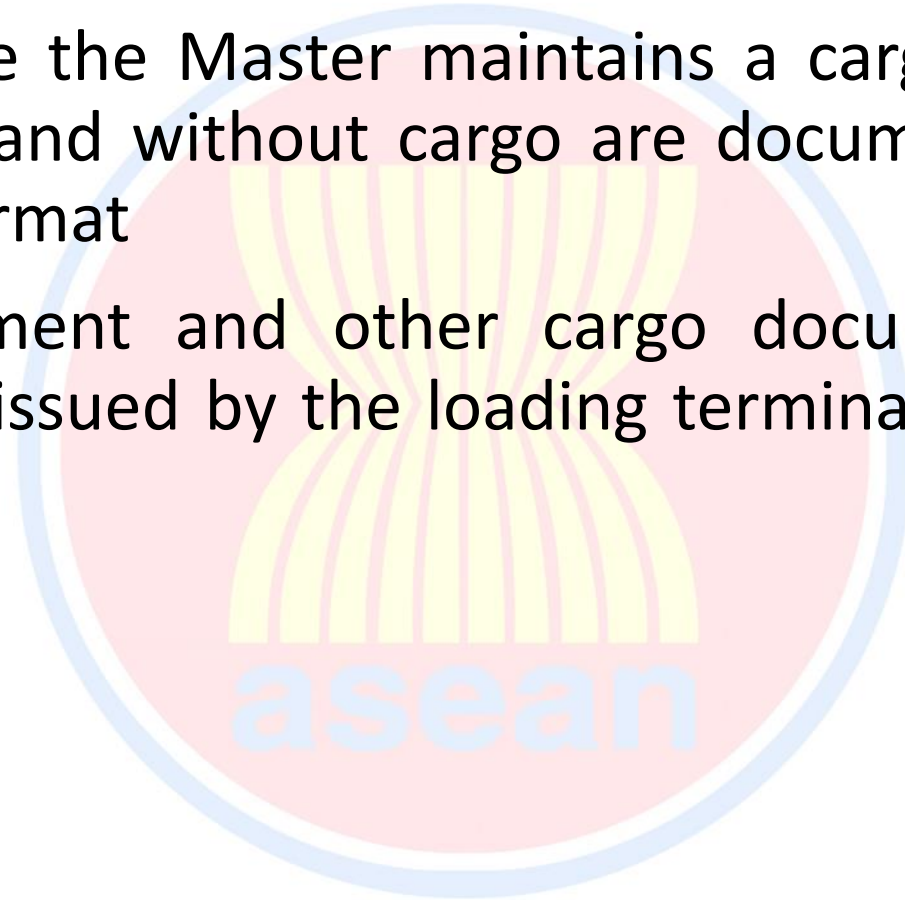 e the Master maintains a carg
and without cargo are docum
rmat
ment and other cargo docu
issued by the loading termina
asean